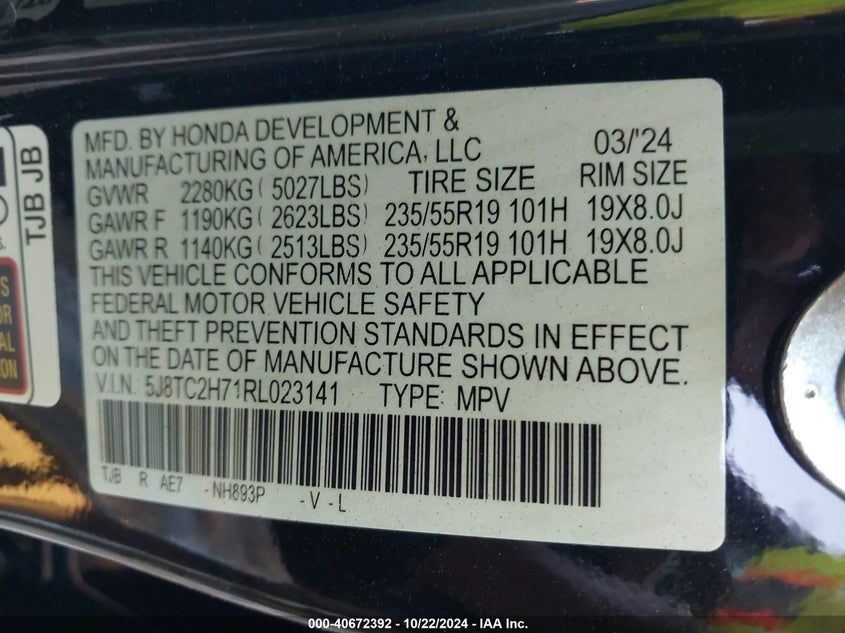 MFD. BY HONDA DEVELOPMENT &
MANUFACTURING OF AMERICA, LLC 03/'24
GVWR 2280KG ( 5027LBS) TIRE SIZE RIM SIZE
GAWR F 1190KG ( 2623LBS) 235/55R19 101H 19X8.0J
GAWR R 1140KG ( 2513LBS) 235/55R19 101H 19X8.0J
THIS VEHICLE CONFORMS TO ALL APPLICABLE
FEDERAL MOTOR VEHICLE SAFETY
AND THEFT PREVENTION STANDARDS IN EFFECT
ON THE DATE OF MANUFACTURE SHOWN ABOVE.
V.I.N. 5J8TC2H71RL023141 TYPE: MPV
TJB R AE7 -NH893P -V -L
TJB JB
000-40672392 - 10/22/2024 - IAA Inc.